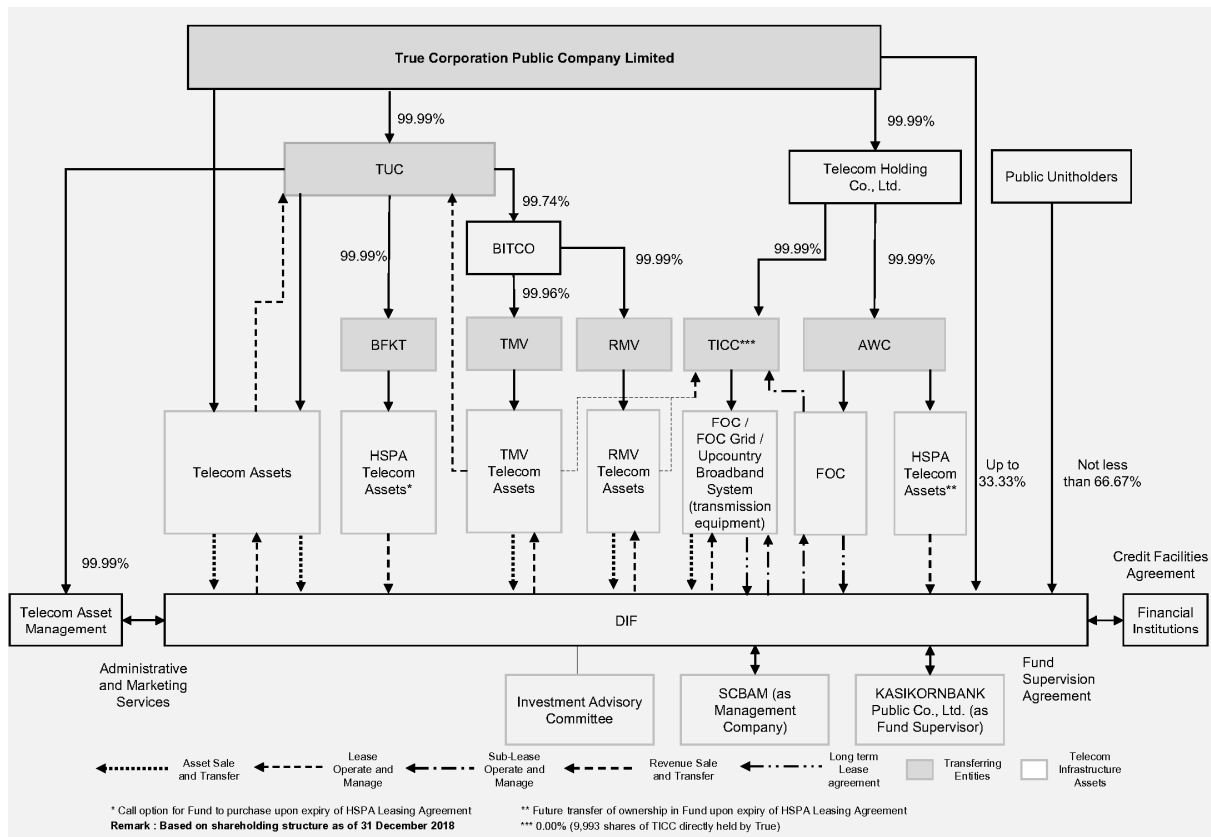 True Corporation Public Company Limited
99.99%
99.99%
TUC
Telecom Holding
Co., Ltd.
Public Unitholders
99.74%
BITCO
99.99%
99.99%
99.99%
99.99%
99.96%
BFKT
TMV
RMV
TICC***
AWC
Telecom Assets
HSPA
Telecom
Assets*
TMV
Telecom
Assets
RMV
Telecom
Assets
FOC /
FOC Grid /
Upcountry
Broadband
System
(transmission
equipment)
FOC
HSPA
Telecom
Assets**
Up to
33.33%
Not less
than 66.67%
99.99%
Credit Facilities
Agreement
Telecom Asset
Management
DIF
Financial
Institutions
Administrative
and Marketing
Services
Fund
Supervision
Agreement
Investment Advisory
Committee
SCBAM (as
Management
Company)
KASIKORNBANK
Public Co., Ltd. (as
Fund Supervisor)
Asset Sale
and Transfer
Lease
Operate and
Manage
Sub-Lease
Operate and
Manage
Revenue Sale
and Transfer
Long term
Lease
agreement
Transferring
Entities
Telecom
Infrastructure
Assets
* Call option for Fund to purchase upon expiry of HSPA Leasing Agreement
** Future transfer of ownership in Fund upon expiry of HSPA Leasing Agreement
Remark : Based on shareholding structure as of 31 December 2018
*** 0.00% (9,993 shares of TICC directly held by True)